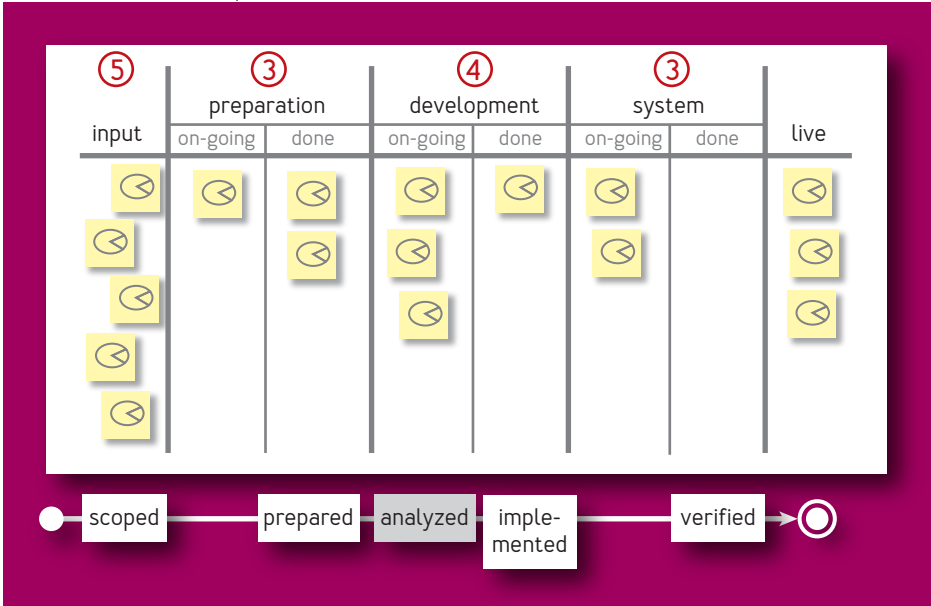 5 3 4 3
preparation development system
input live
on-going done on-going done on-going done
scoped prepared analyzed imple-
mented verified